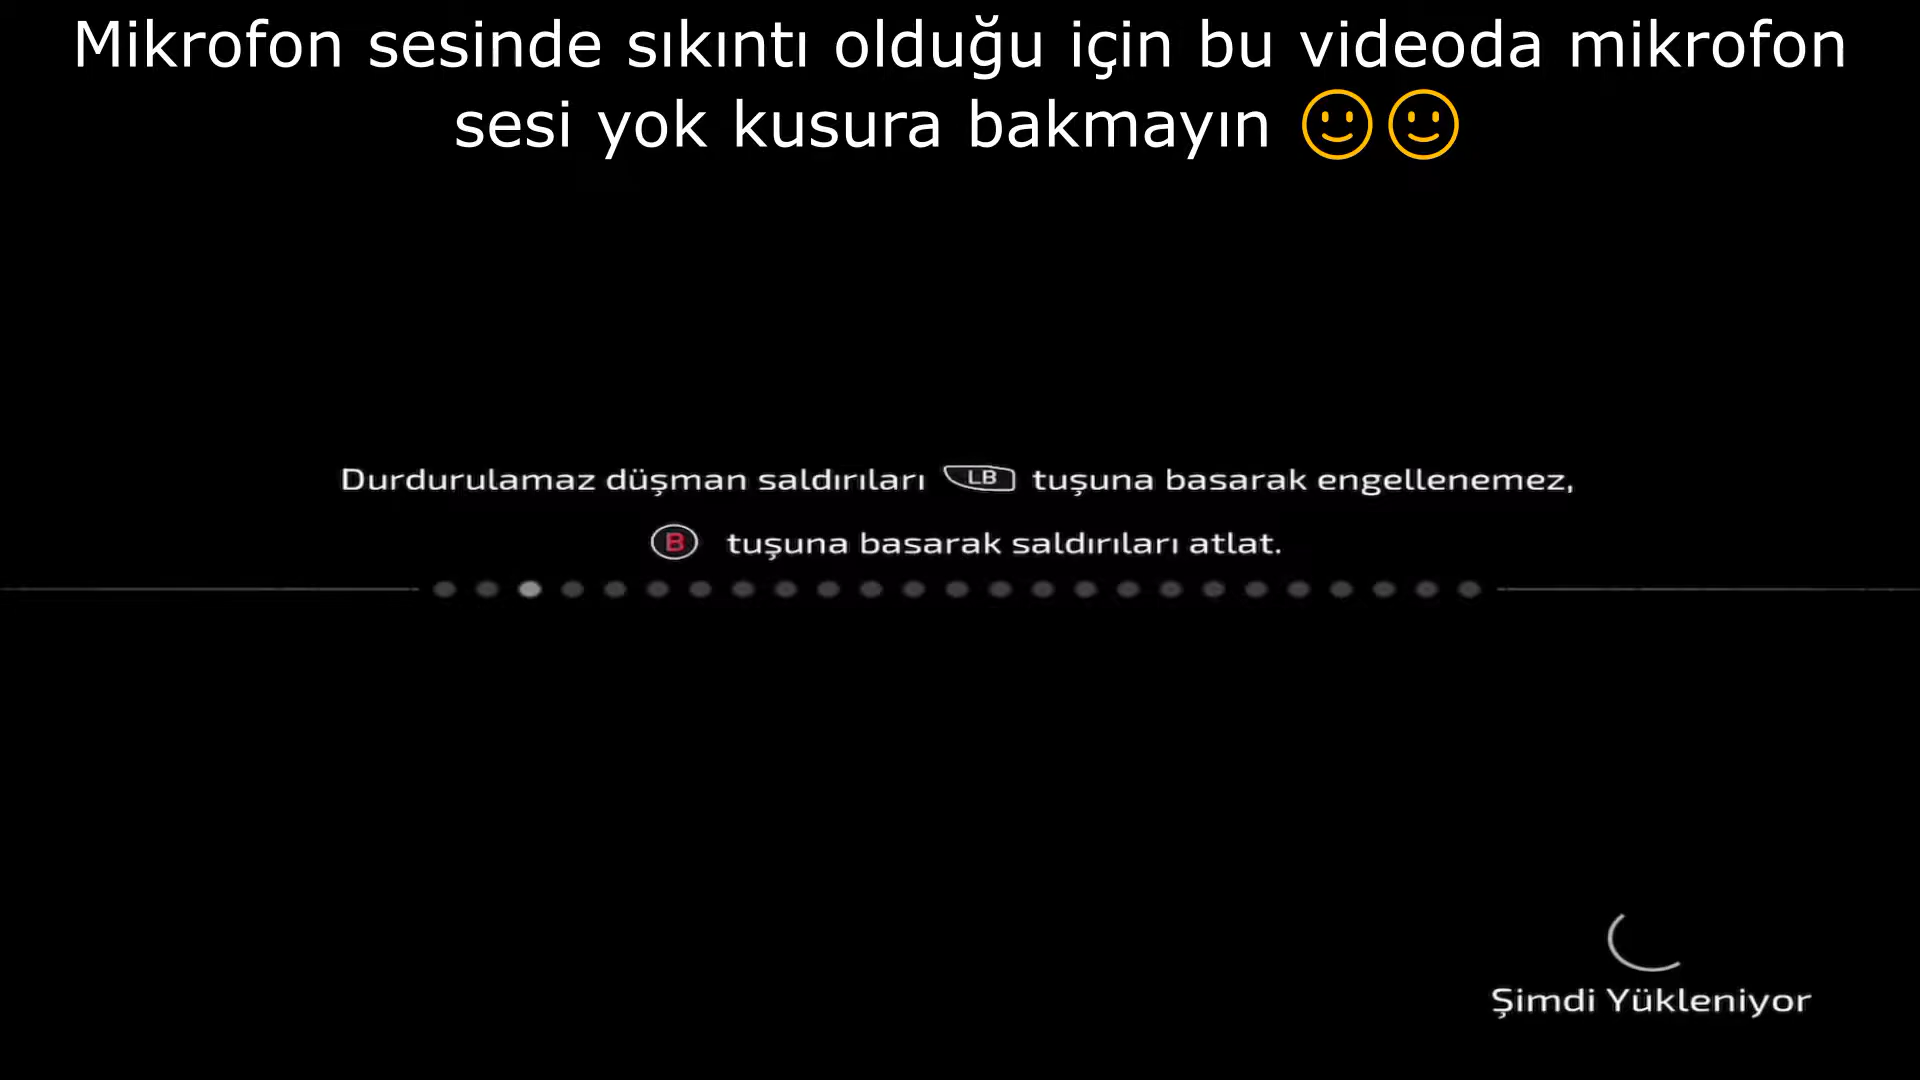 Mikrofon sesinde sıkıntı olduğu için bu videoda mikrofon
sesi yok kusura bakmayın 🙂🙂
Durdurulamaz düşman saldırıları LB tuşuna basarak engellenemez,
B tuşuna basarak saldırıları atlat.
Şimdi Yükleniyor